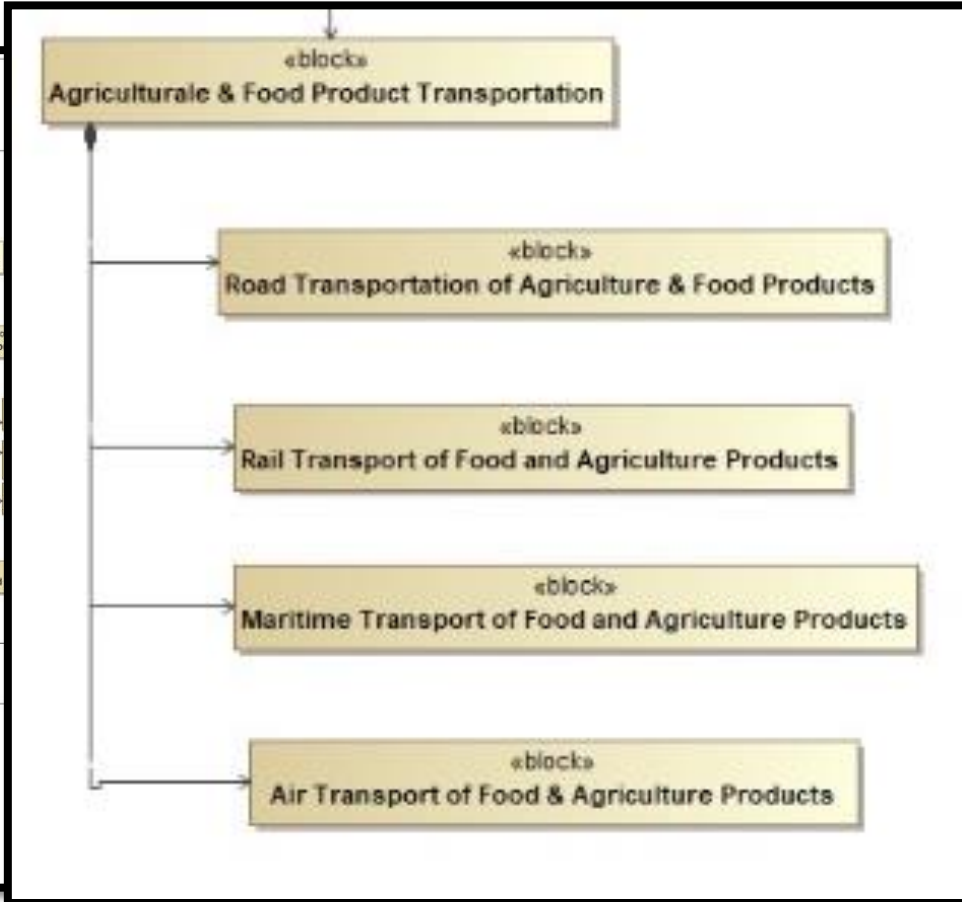 «block»
Agriculturale & Food Product Transportation
«block»
Road Transportation of Agriculture & Food Products
«block»
Rail Transport of Food and Agriculture Products
«block»
Maritime Transport of Food and Agriculture Products
«block»
Air Transport of Food & Agriculture Products